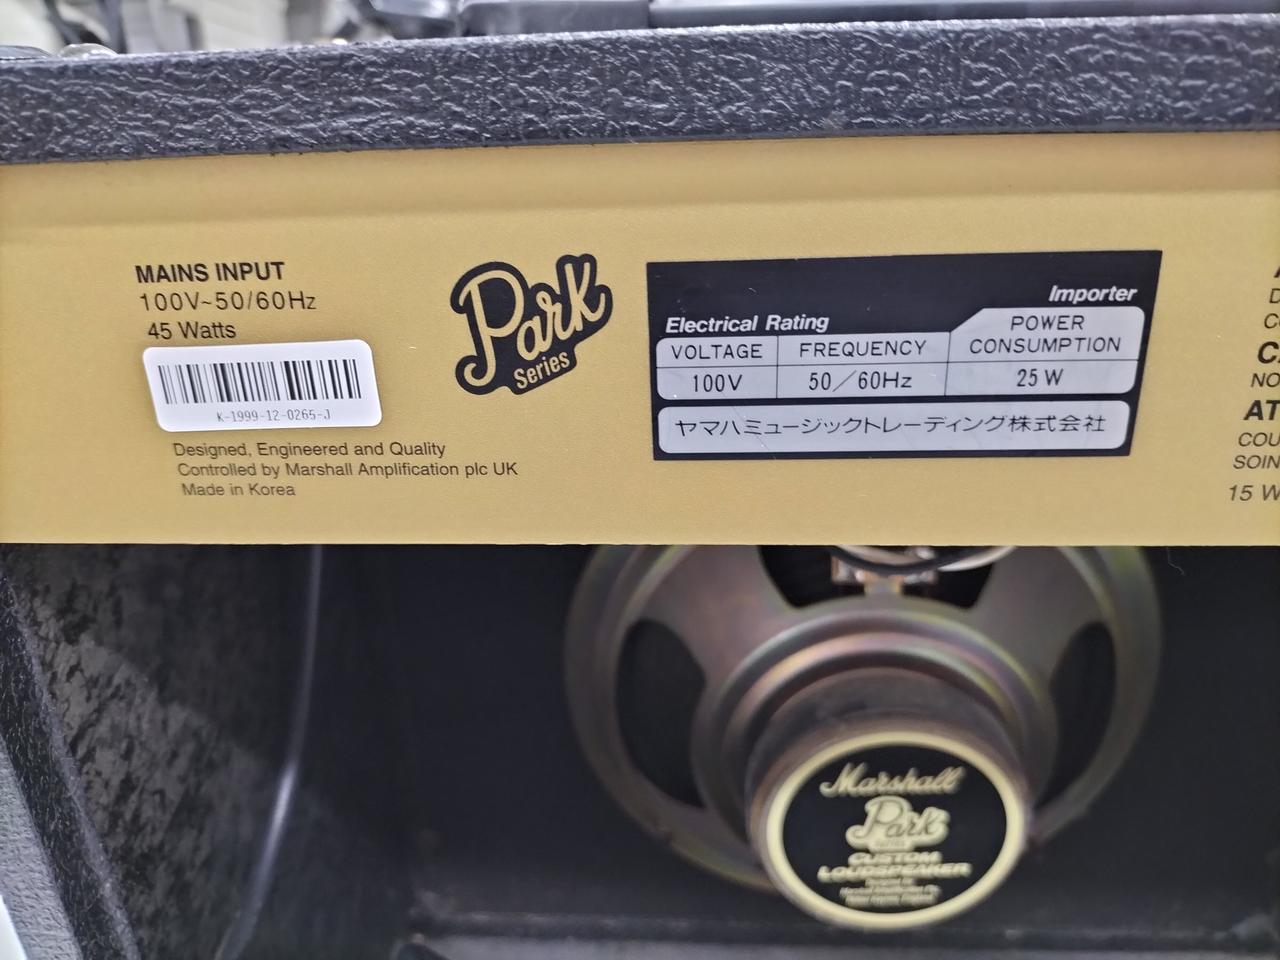 MAINS INPUT
100V~50/60Hz
45 Watts
K-1999-12-0265-J
Designed, Engineered and Quality
Controlled by Marshall Amplification plc UK
Made in Korea
Park
Series
Importer
Electrical Rating
VOLTAGE FREQUENCY POWER CONSUMPTION
100V 50/60Hz 25W
ヤマハミュージックトレーディング株式会社
15 W
Marshall
Park
CUSTOM
LOUDSPEAKER